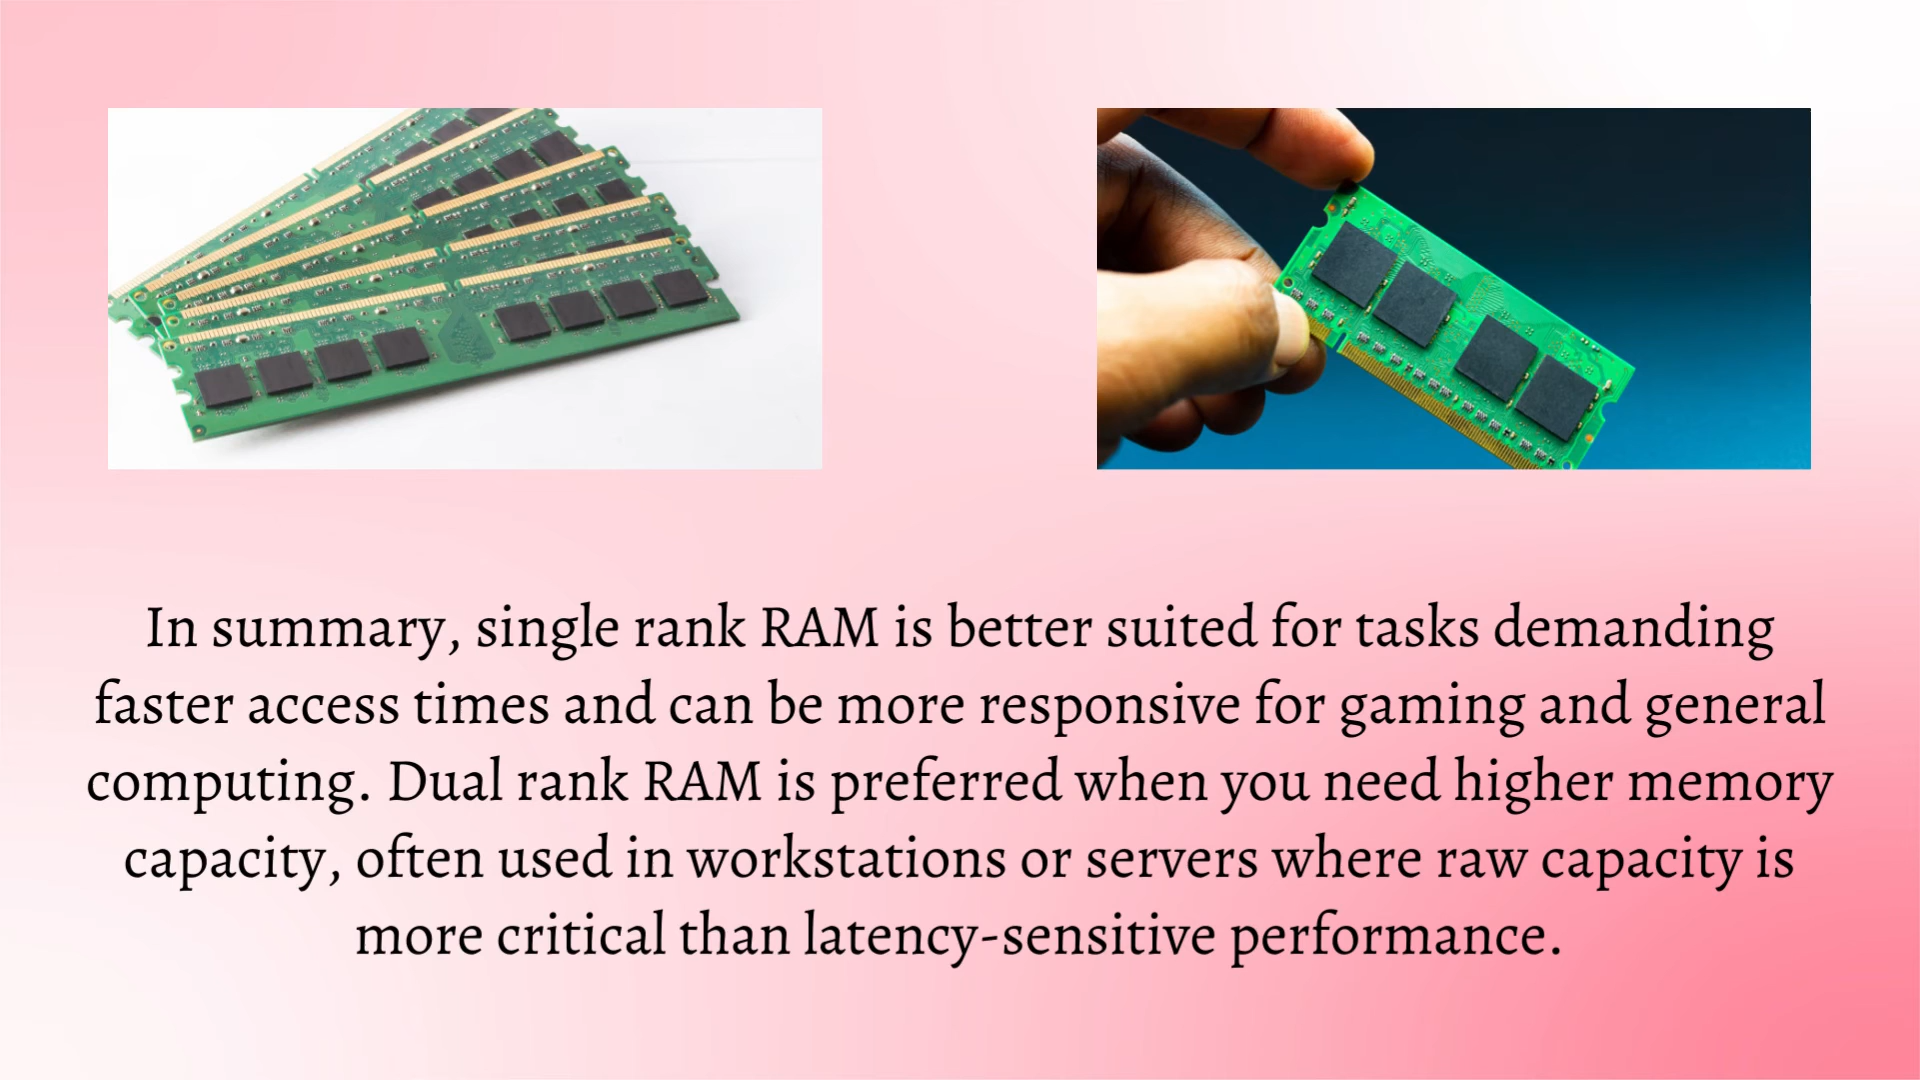 In summary, single rank RAM is better suited for tasks demanding
faster access times and can be more responsive for gaming and general
computing. Dual rank RAM is preferred when you need higher memory
capacity, often used in workstations or servers where raw capacity is
more critical than latency-sensitive performance.